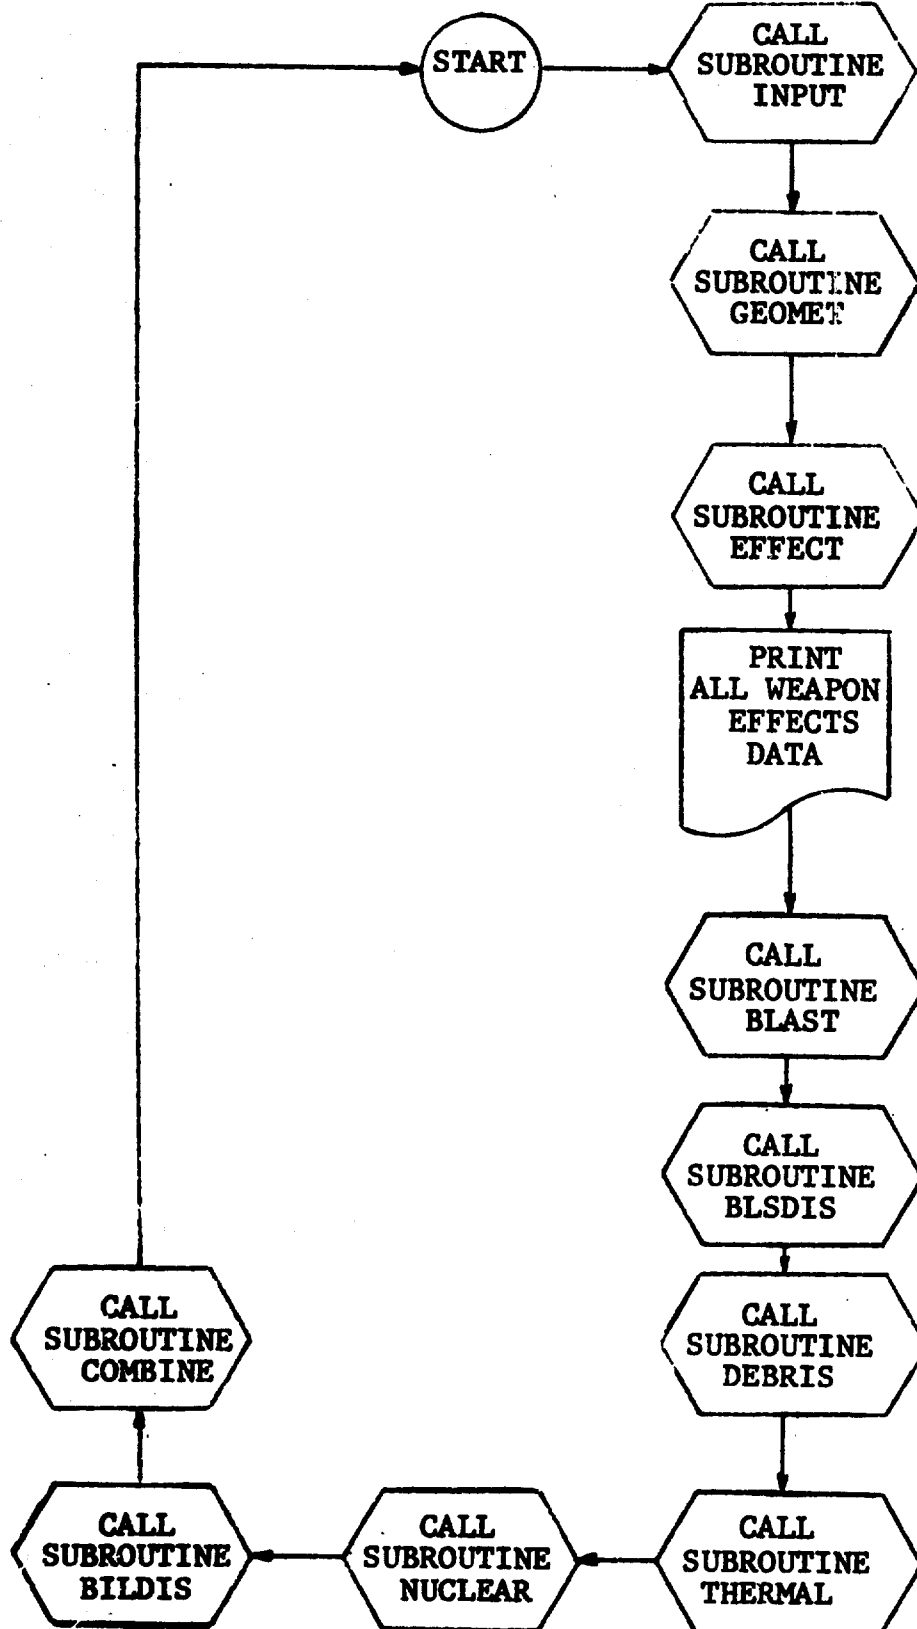 START
CALL
SUBROUTINE
INPUT
CALL
SUBROUTINE
GEOMET
CALL
SUBROUTINE
EFFECT
PRINT
ALL WEAPON
EFFECTS
DATA
CALL
SUBROUTINE
BLAST
CALL
SUBROUTINE
BLSDIS
CALL
SUBROUTINE
DEBRIS
CALL
SUBROUTINE
THERMAL
CALL
SUBROUTINE
NUCLEAR
CALL
SUBROUTINE
BILDIS
CALL
SUBROUTINE
COMBINE